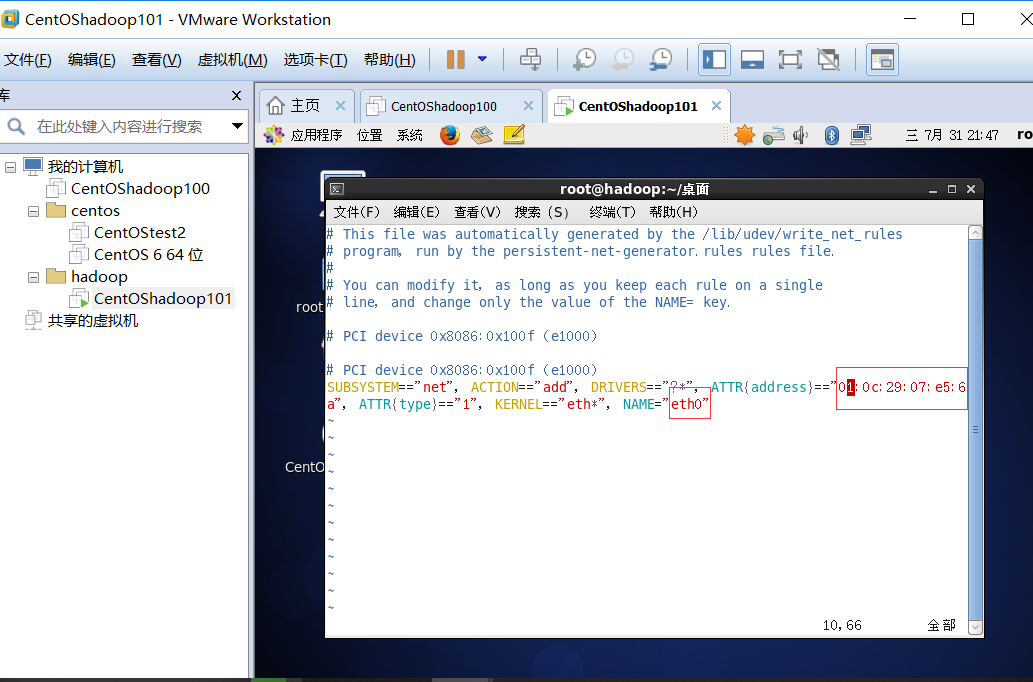 CentOShadoop101 - VMware Workstation
文件(F) 编辑(E) 查看(V) 虚拟机(M) 选项卡(T) 帮助(H)
库
在此处键入内容进行搜索
我的计算机
CentOShadoop100
centos
CentOStest2
CentOS 6 64 位
hadoop
CentOShadoop101
共享的虚拟机
主页 CentOShadoop100 CentOShadoop101
应用程序 位置 系统 三 7月 31 21:47 ro
root
CentO
root@hadoop:~/桌面
文件(F) 编辑(E) 查看(V) 搜索 (S) 终端(T) 帮助(H)
# This file was automatically generated by the /lib/udev/write_net_rules
# program, run by the persistent-net-generator.rules rules file.
#
# You can modify it, as long as you keep each rule on a single
# line, and change only the value of the NAME= key.
# PCI device 0x8086:0x100f (e1000)
# PCI device 0x8086:0x100f (e1000)
SUBSYSTEM=="net", ACTION=="add", DRIVERS=="?*", ATTR{address}=="01:0c:29:07:e5:6
a", ATTR{type}=="1", KERNEL=="eth*", NAME="eth0"
~
~
~
~
~
~
~
~
~
~
~
~
10,66 全部